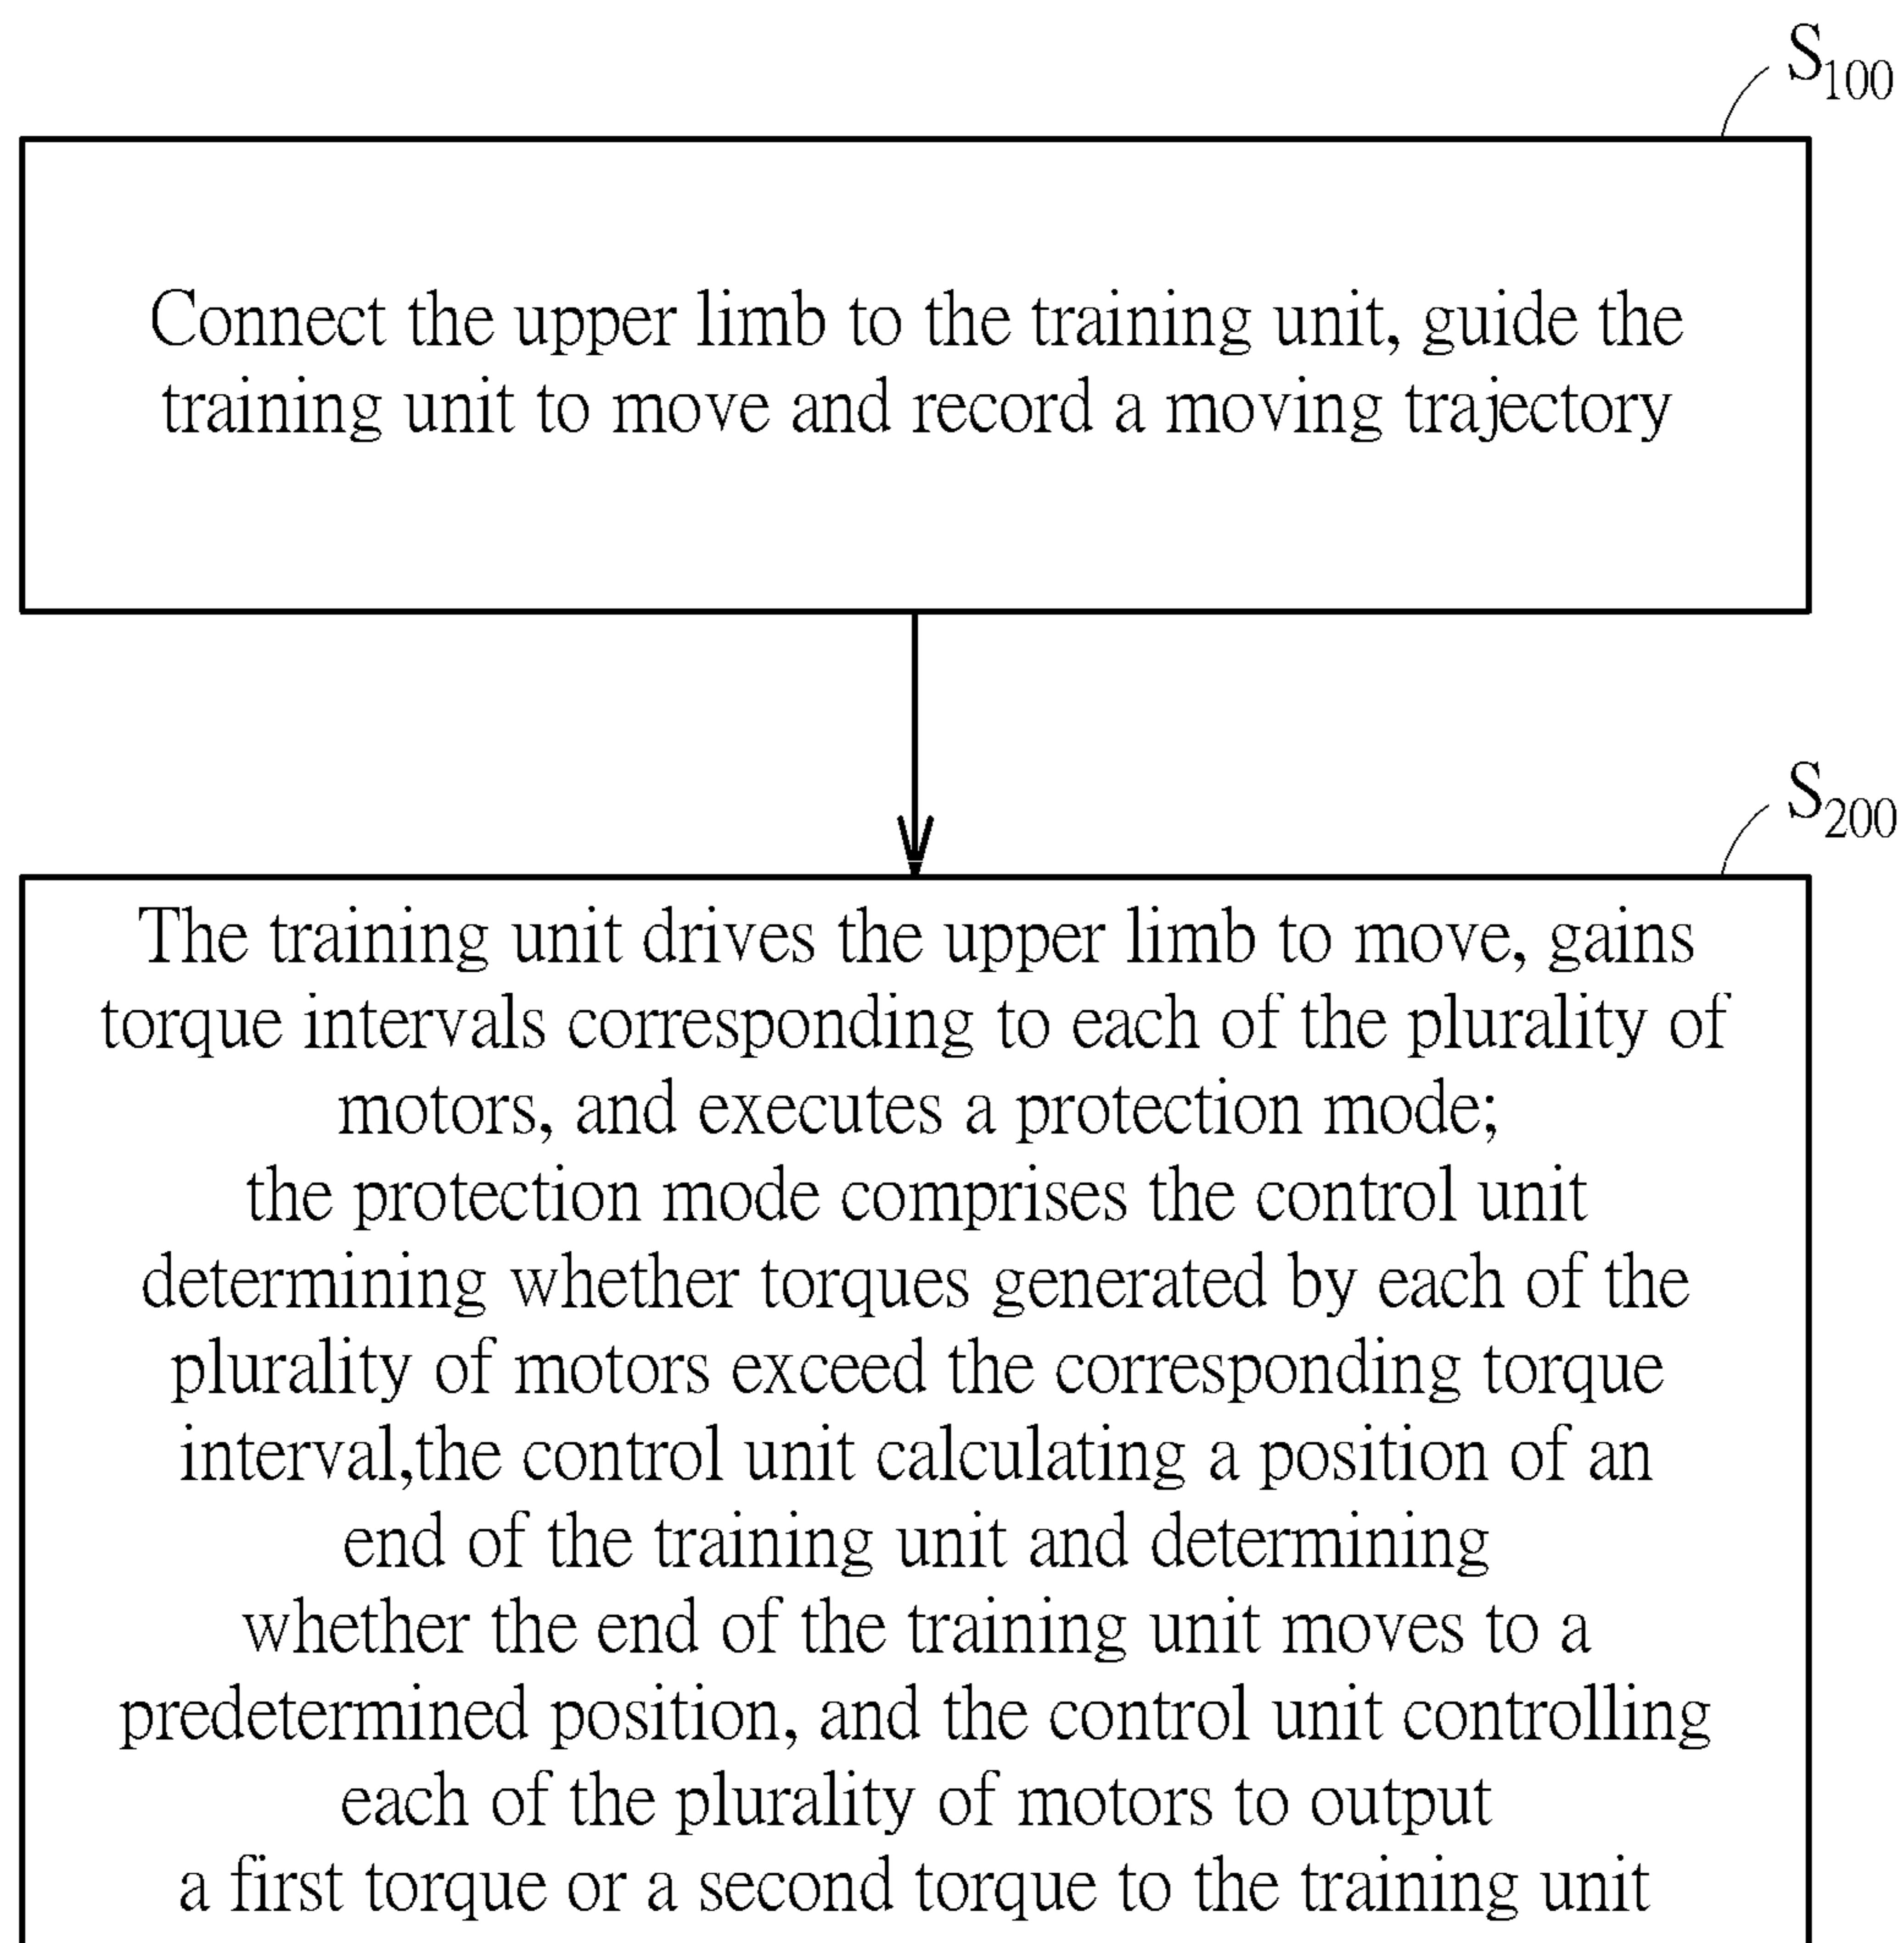 S100
Connect the upper limb to the training unit, guide the
training unit to move and record a moving trajectory
S200
The training unit drives the upper limb to move, gains
torque intervals corresponding to each of the plurality of
motors, and executes a protection mode;
the protection mode comprises the control unit
determining whether torques generated by each of the
plurality of motors exceed the corresponding torque
interval,the control unit calculating a position of an
end of the training unit and determining
whether the end of the training unit moves to a
predetermined position, and the control unit controlling
each of the plurality of motors to output
a first torque or a second torque to the training unit